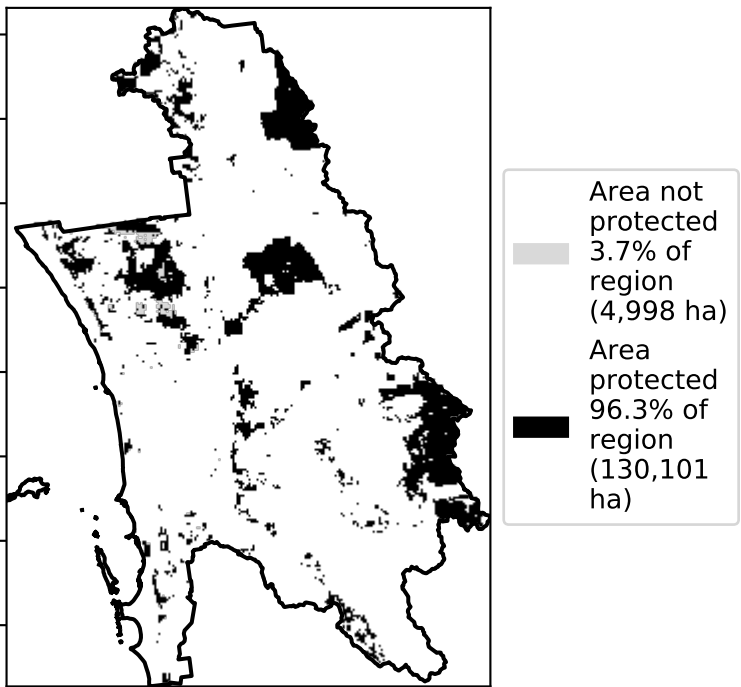 Area not
protected
3.7% of
region
(4,998 ha)
Area
protected
96.3% of
region
(130,101
ha)